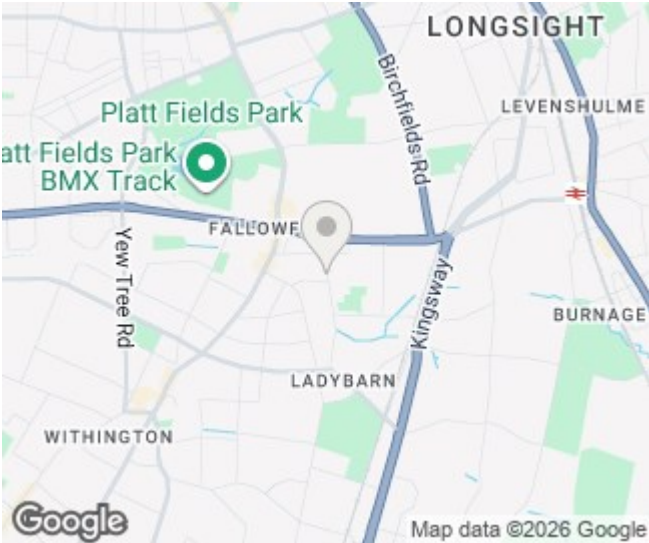 LONGSIGHT
Birchfields Rd
LEVENSHULME
Platt Fields Park
att Fields Park
BMX Track
FALLOWF
Yew Tree Rd
Kingsway
BURNAGE
LADYBARN
WITHINGTON
Google
Map data ©2026 Google